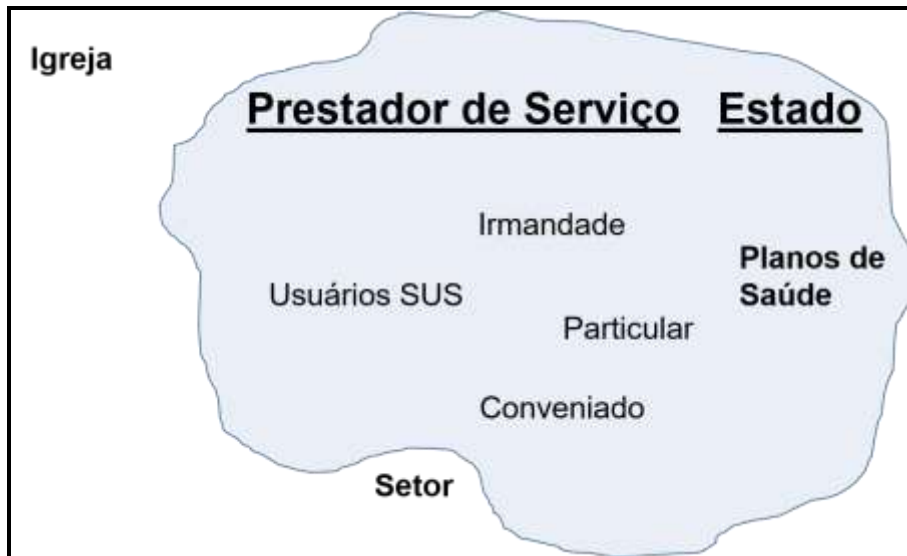 Igreja
Prestador de Serviço Estado
Irmandade
Planos de
Saúde
Usuários SUS
Particular
Conveniado
Setor